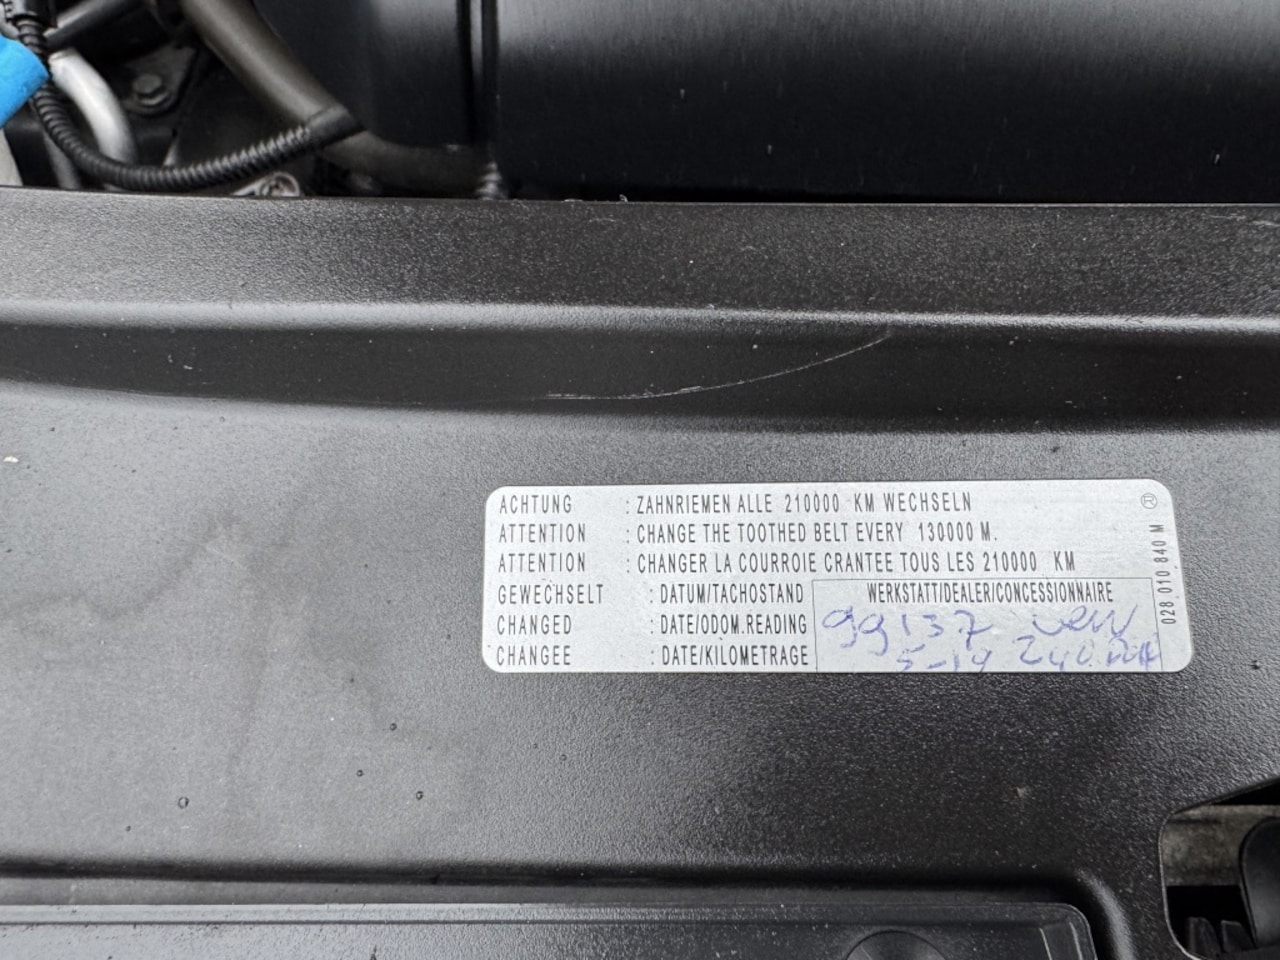 ACHTUNG : ZAHNRIEMEN ALLE 210000 KM WECHSELN
ATTENTION : CHANGE THE TOOTHED BELT EVERY 130000 M.
ATTENTION : CHANGER LA COURROIE CRANTEE TOUS LES 210000 KM
GEWECHSELT : DATUM/TACHOSTAND WERKSTATT/DEALER/CONCESSIONNAIRE
CHANGED : DATE/ODOM.READING 99137
CHANGEE : DATE/KILOMETRAGE 5-19
®
028 010 840 M